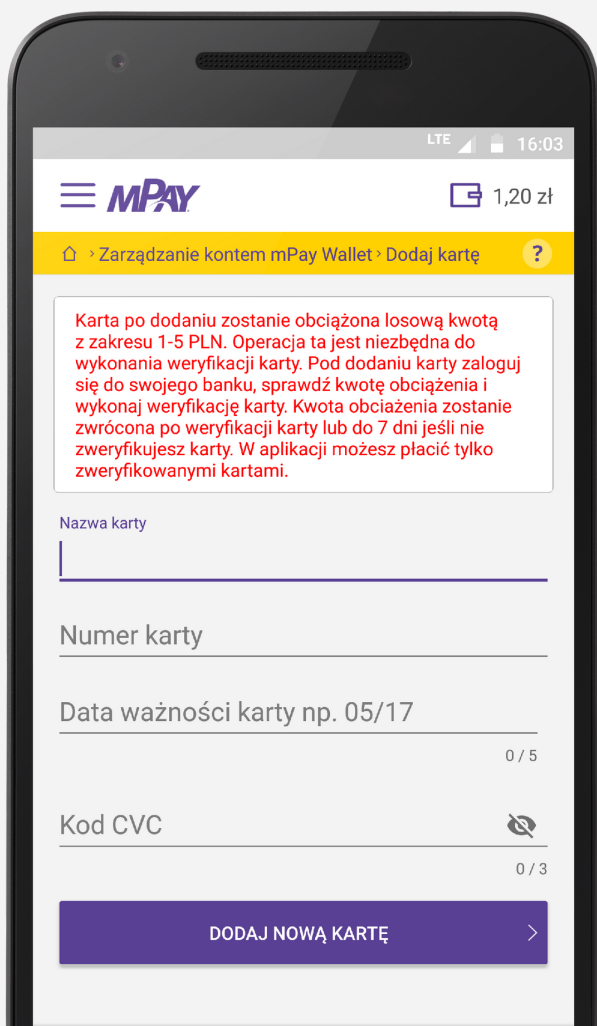 LTE 16:03
mPAY 1,20 zł
Zarządzanie kontem mPay Wallet › Dodaj kartę ?
Karta po dodaniu zostanie obciążona losową kwotą
z zakresu 1-5 PLN. Operacja ta jest niezbędna do
wykonania weryfikacji karty. Pod dodaniu karty zaloguj
się do swojego banku, sprawdź kwotę obciążenia i
wykonaj weryfikację karty. Kwota obciażenia zostanie
zwrócona po weryfikacji karty lub do 7 dni jeśli nie
zweryfikujesz karty. W aplikacji możesz płacić tylko
zweryfikowanymi kartami.
Nazwa karty
Numer karty
Data ważności karty np. 05/17
0 / 5
Kod CVC
0 / 3
DODAJ NOWĄ KARTĘ